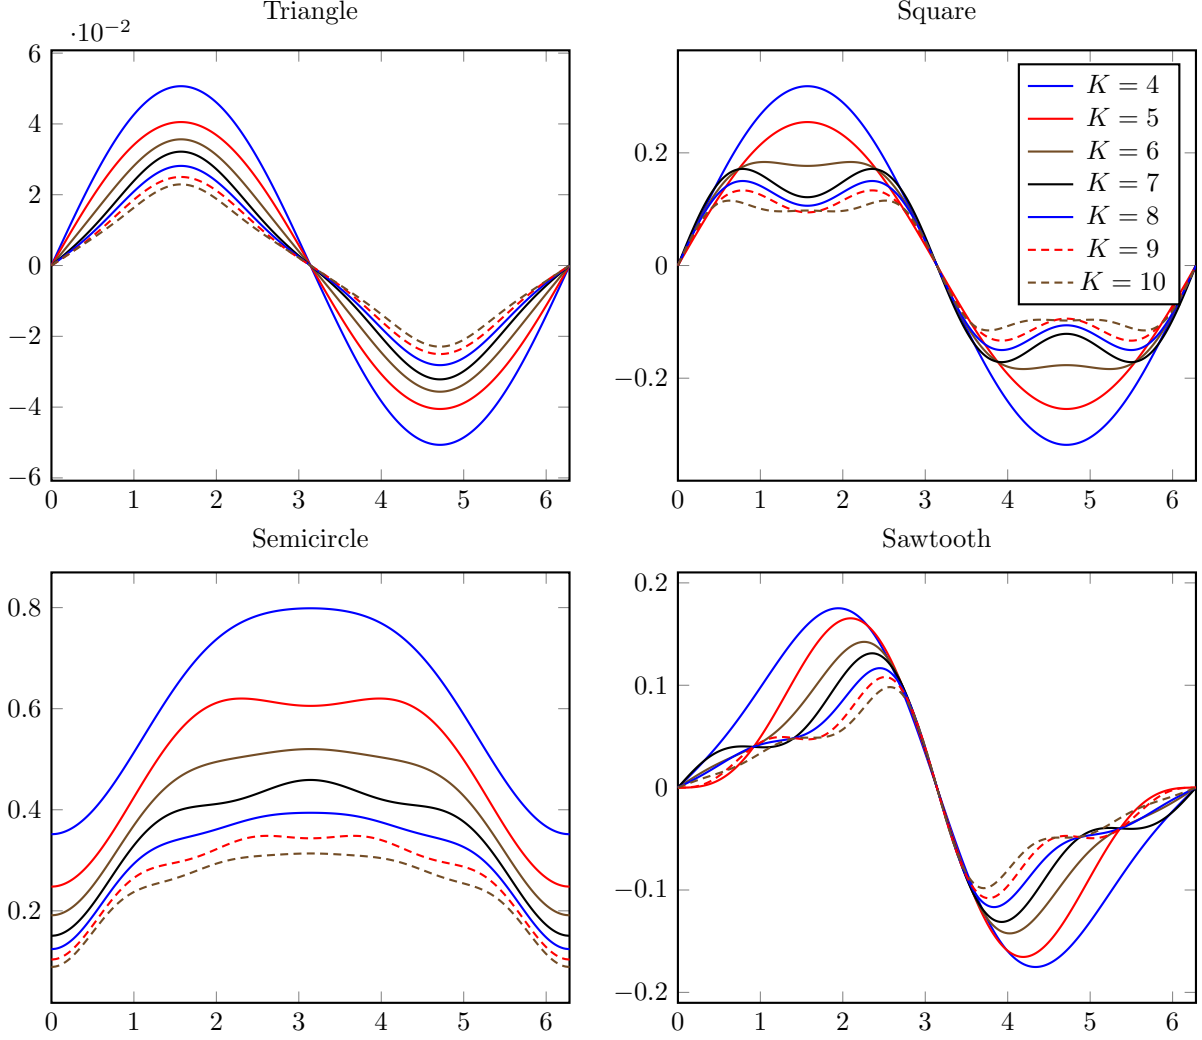 Triangle
·10⁻²
6
4
2
0
−2
−4
−6
0 1 2 3 4 5 6
Square
0.2
0
−0.2
0 1 2 3 4 5 6
K = 4
K = 5
K = 6
K = 7
K = 8
K = 9
K = 10
Semicircle
0.8
0.6
0.4
0.2
0 1 2 3 4 5 6
Sawtooth
0.2
0.1
0
−0.1
−0.2
0 1 2 3 4 5 6